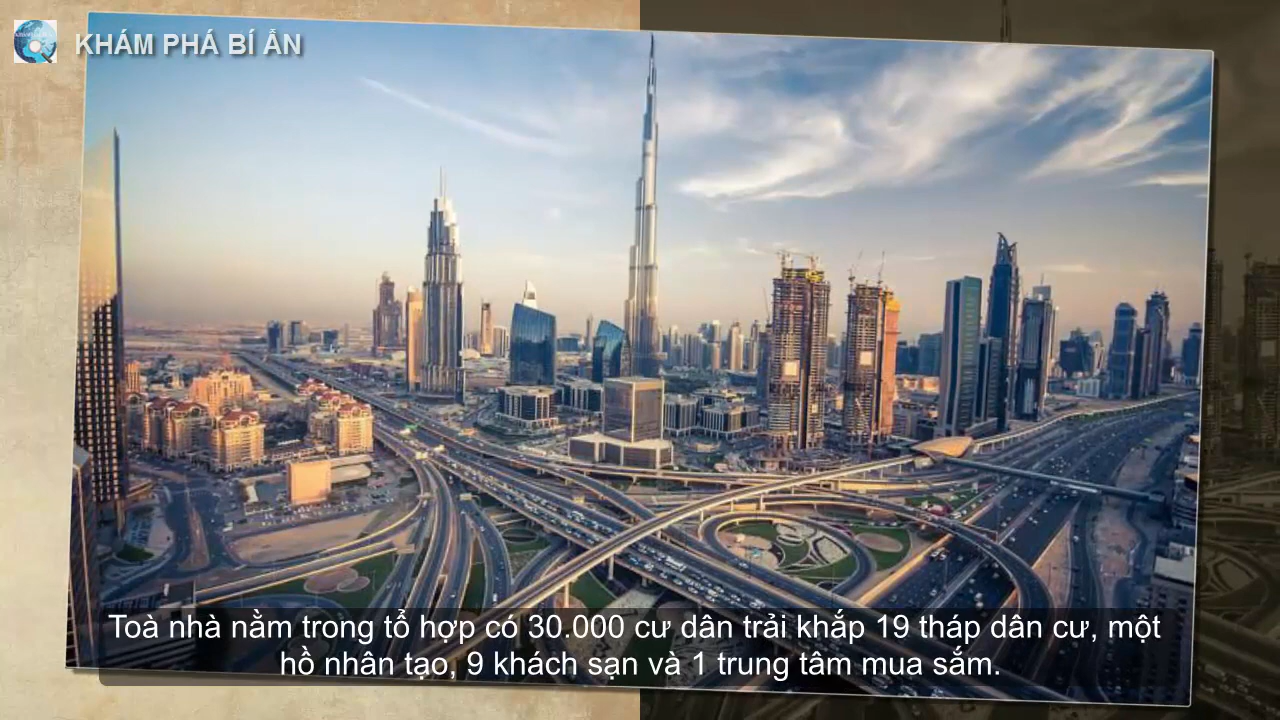 KHÁM PHÁ BÍ ẨN
Toà nhà nằm trong tổ hợp có 30.000 cư dân trải khắp 19 tháp dân cư, một
hồ nhân tạo, 9 khách sạn và 1 trung tâm mua sắm.